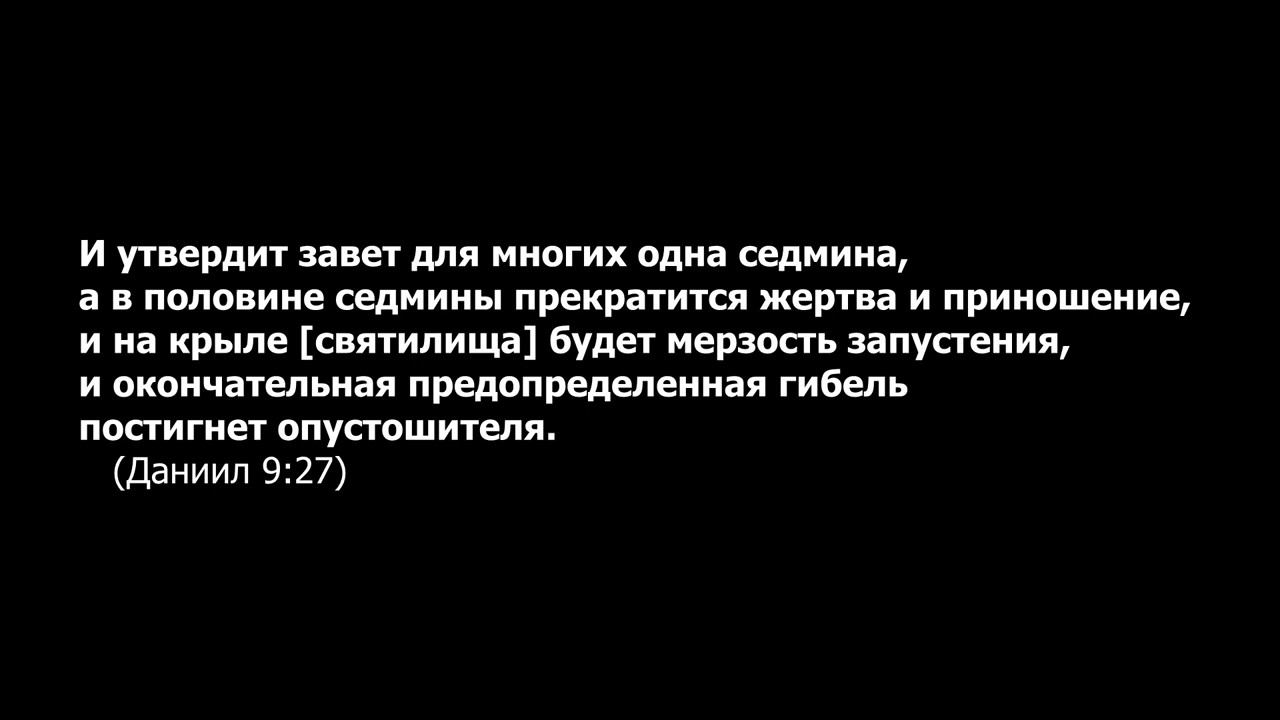 И утвердит завет для многих одна седмина,
а в половине седмины прекратится жертва и приношение,
и на крыле [святилища] будет мерзость запустения,
и окончательная предопределенная гибель
постигнет опустошителя.
(Даниил 9:27)